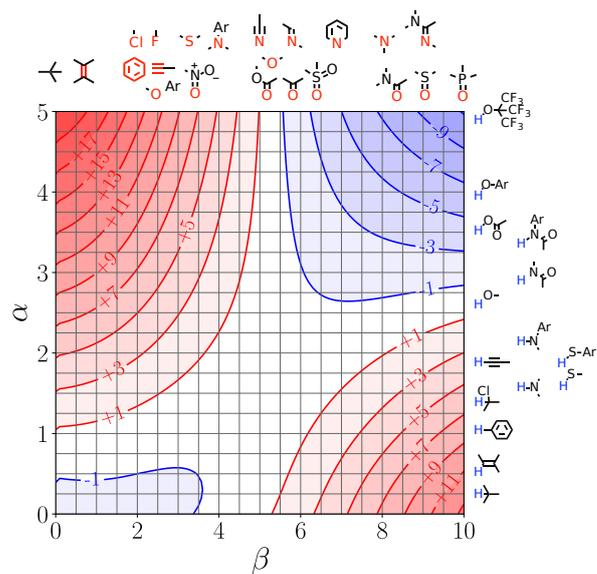 Cl F S Ar N N N N N N N
O
Ar O N+ O− O O O O S O O N O S O P O
5 4 3 2 1 0
α
0 2 4 6 8 10
β
+17
+15
+13
+11
+9
+7
+5
+3
+1
-1
-9
-7
-5
-3
-1
+1
+3
+5
+7
+9
+11
H O CF3 CF3 CF3
H O-Ar
H O O
Ar H N O
H N O
H O
H
H N Ar
H S-Ar
H S
Cl H
H N
H
H
H